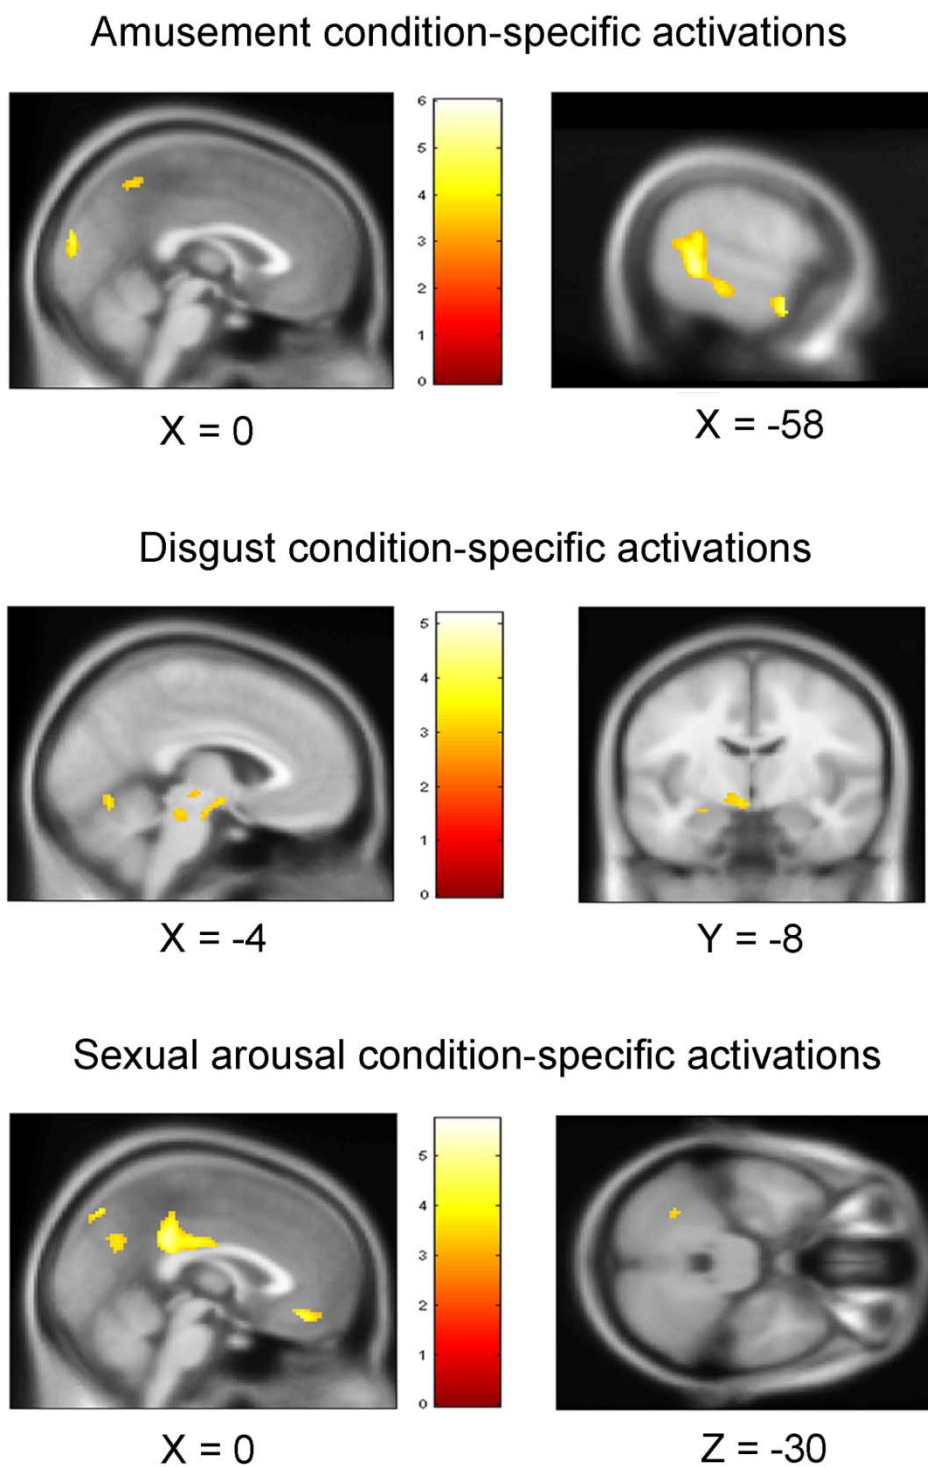 Amusement condition-specific activations
6
5
4
3
2
1
0
X = 0
X = -58
Disgust condition-specific activations
5
4
3
2
1
0
X = -4
Y = -8
Sexual arousal condition-specific activations
5
4
3
2
1
0
X = 0
Z = -30